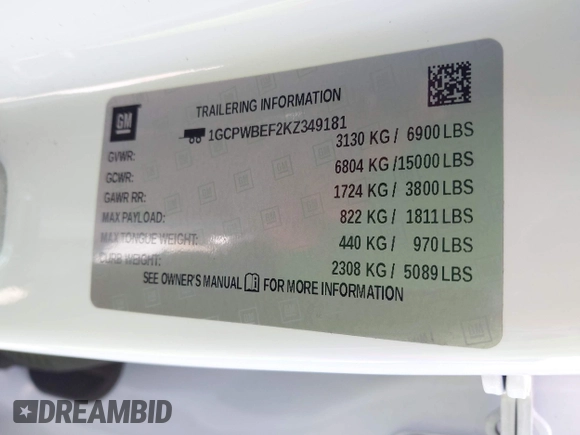 GM
TRAILERING INFORMATION
1GCPWBEF2KZ349181
GVWR: 3130 KG / 6900 LBS
GCWR: 6804 KG / 15000 LBS
GAWR RR: 1724 KG / 3800 LBS
MAX PAYLOAD: 822 KG / 1811 LBS
MAX TONGUE WEIGHT: 440 KG / 970 LBS
CURB WEIGHT: 2308 KG / 5089 LBS
SEE OWNER'S MANUAL FOR MORE INFORMATION
DREAMBID